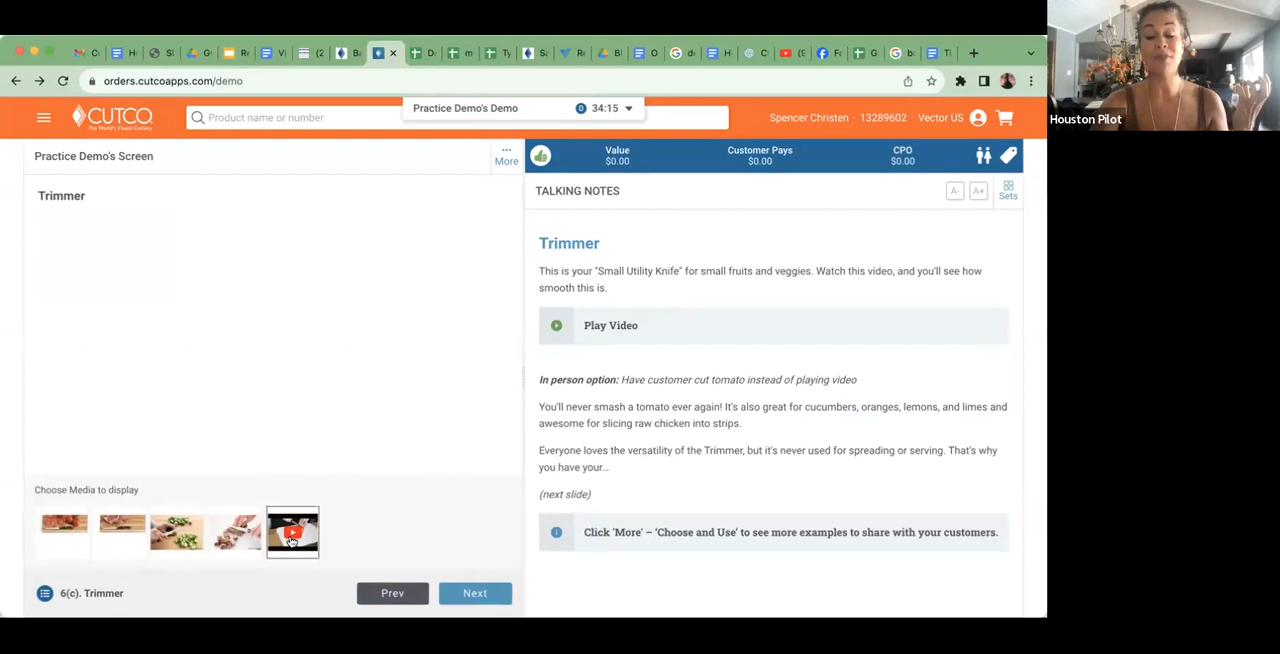 C
H
S
G
R
V
(2
B
D
m
Ty
S
R
B
O
d
H
C
(9
F
G
b
Ti
orders.cutcoapps.com/demo
CUTCO
The World's Finest Cutlery
Product name or number
Practice Demo's Demo
0
34:15
Spencer Christen · 13289602 · Vector US
Houston Pilot
Practice Demo's Screen
...
More
Value
$0.00
Customer Pays
$0.00
CPO
$0.00
TALKING NOTES
A-
A+
Sets
Trimmer
Trimmer
This is your "Small Utility Knife" for small fruits and veggies. Watch this video, and you'll see how
smooth this is.
Play Video
In person option: Have customer cut tomato instead of playing video
You'll never smash a tomato ever again! It's also great for cucumbers, oranges, lemons, and limes and
awesome for slicing raw chicken into strips.
Everyone loves the versatility of the Trimmer, but it's never used for spreading or serving. That's why
you have your...
(next slide)
Click 'More' – 'Choose and Use' to see more examples to share with your customers.
Choose Media to display
6(c). Trimmer
Prev
Next